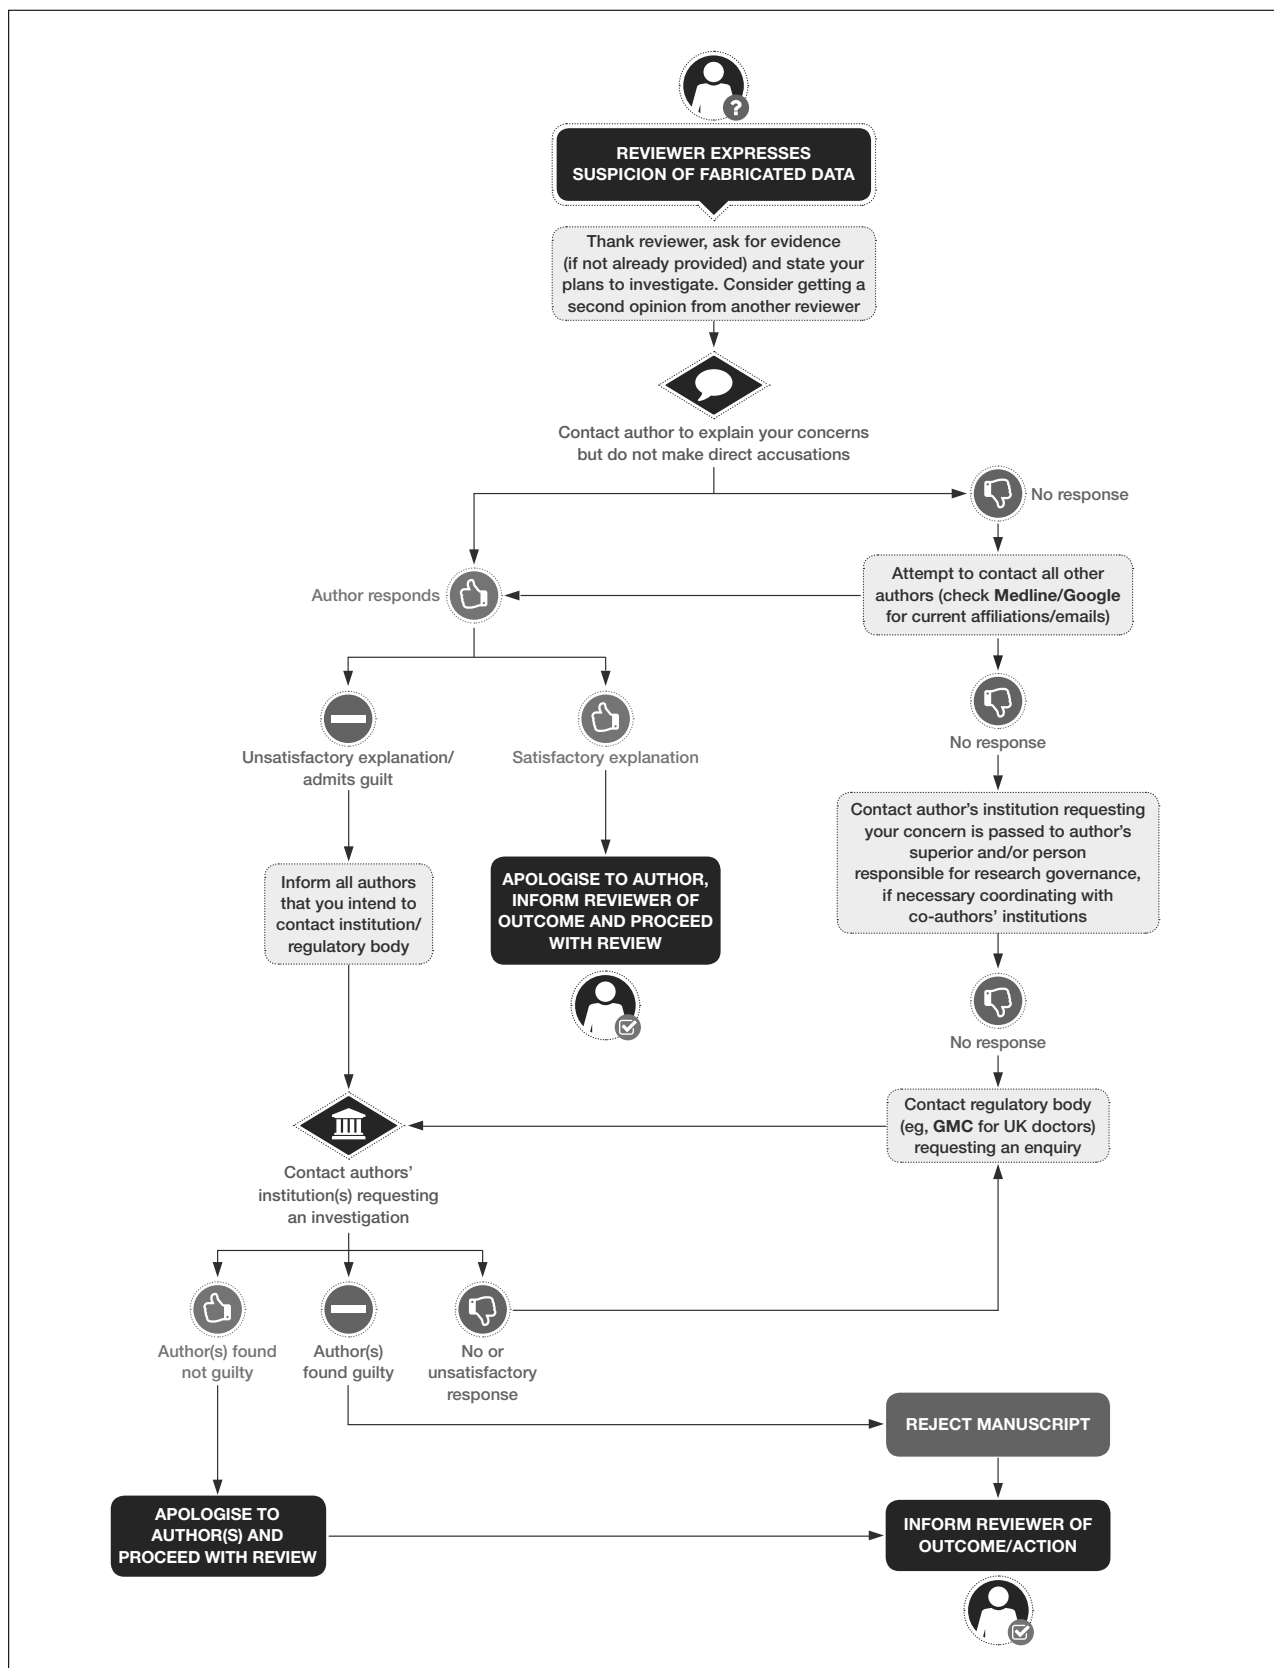 ?
REVIEWER EXPRESSES
SUSPICION OF FABRICATED DATA
Thank reviewer, ask for evidence
(if not already provided) and state your
plans to investigate. Consider getting a
second opinion from another reviewer
Contact author to explain your concerns
but do not make direct accusations
No response
Attempt to contact all other
authors (check Medline/Google
for current affiliations/emails)
Author responds
No response
Unsatisfactory explanation/
admits guilt
Satisfactory explanation
Contact author’s institution requesting
your concern is passed to author’s
superior and/or person
responsible for research governance,
if necessary coordinating with
co-authors’ institutions
Inform all authors
that you intend to
contact institution/
regulatory body
APOLOGISE TO AUTHOR,
INFORM REVIEWER OF
OUTCOME AND PROCEED
WITH REVIEW
No response
Contact regulatory body
(eg, GMC for UK doctors)
requesting an enquiry
Contact authors’
institution(s) requesting
an investigation
Author(s) found
not guilty
Author(s)
found guilty
No or
unsatisfactory
response
REJECT MANUSCRIPT
APOLOGISE TO
AUTHOR(S) AND
PROCEED WITH REVIEW
INFORM REVIEWER OF
OUTCOME/ACTION